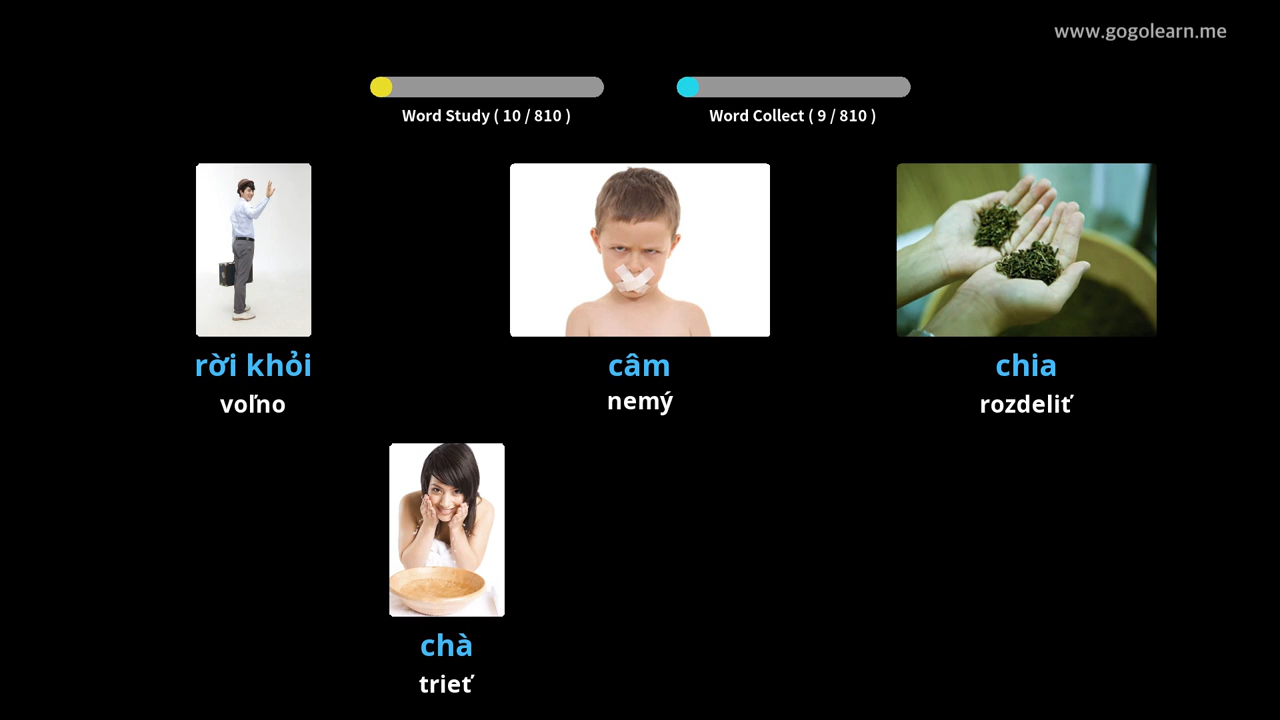 www.gogolearn.me
Word Study ( 10 / 810 )
Word Collect ( 9 / 810 )
rời khỏi
voľno
câm
nemý
chia
rozdeliť
chà
trieť